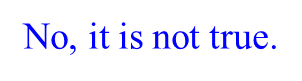 No, it is not true.